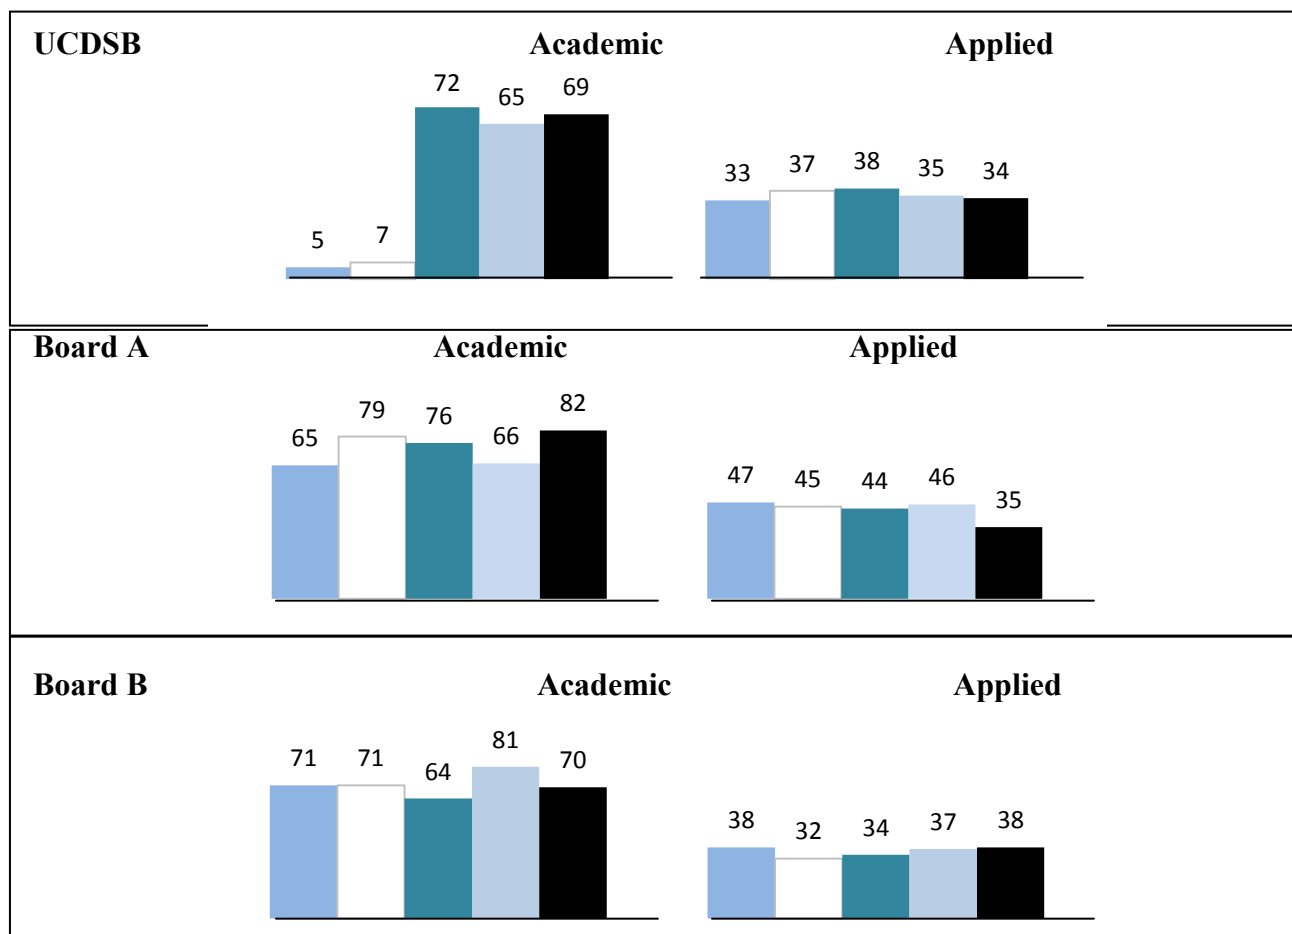 UCDSB Academic Applied
5 7 72 65 69 33 37 38 35 34
Board A Academic Applied
65 79 76 66 82 47 45 44 46 35
Board B Academic Applied
71 71 64 81 70 38 32 34 37 38